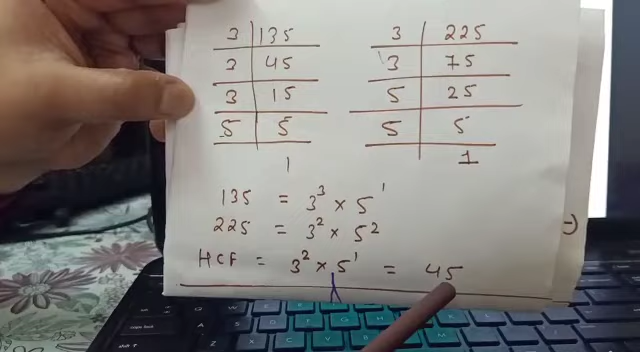 3 | 135
3 | 45
3 | 15
5 | 5
1
3 | 225
3 | 75
5 | 25
5 | 5
1
135 = 3³ × 5¹
225 = 3² × 5²
HCF = 3² × 5¹ = 45